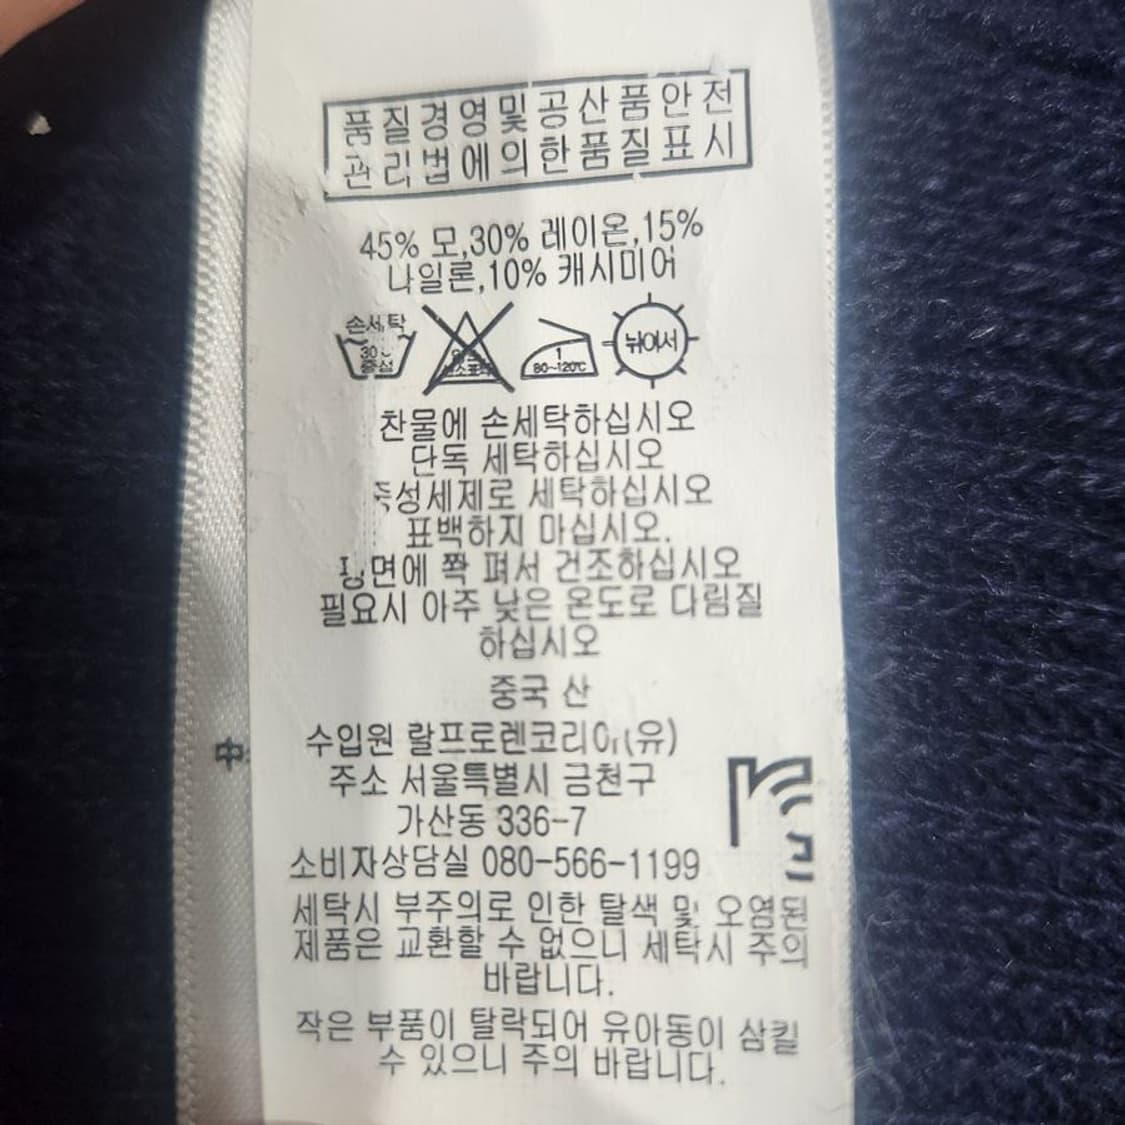 품질경영및공산품안전
관리법에의한품질표시
45% 모,30% 레이온,15%
나일론,10% 캐시미어
손세탁
30
중성
1
80~120℃
뉘어서
찬물에 손세탁하십시오
단독 세탁하십시오
중성세제로 세탁하십시오
표백하지 마십시오.
평면에 쫙 펴서 건조하십시오
필요시 아주 낮은 온도로 다림질
하십시오
중국 산
수입원 랄프로렌코리아(유)
주소 서울특별시 금천구
가산동 336-7
소비자상담실 080-566-1199
세탁시 부주의로 인한 탈색 및 오염된
제품은 교환할 수 없으니 세탁시 주의
바랍니다.
작은 부품이 탈락되어 유아동이 삼킬
수 있으니 주의 바랍니다.
中